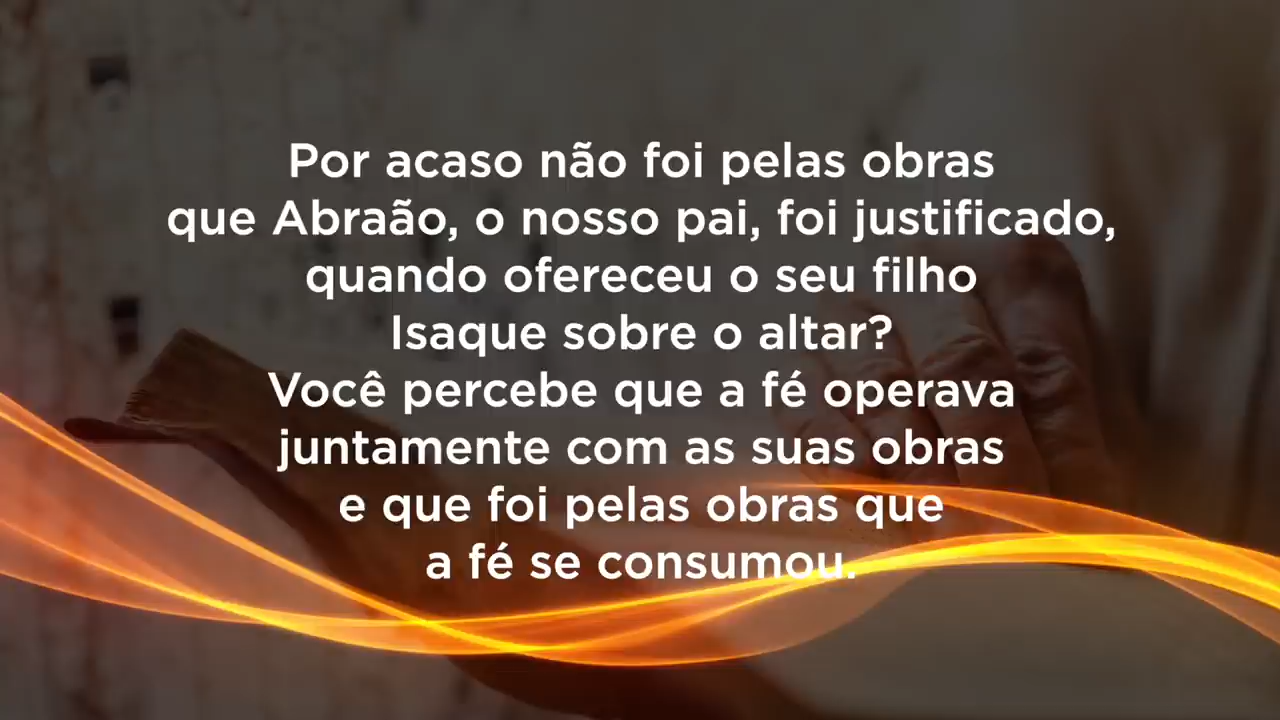 Por acaso não foi pelas obras
que Abraão, o nosso pai, foi justificado,
quando ofereceu o seu filho
Isaque sobre o altar?
Você percebe que a fé operava
juntamente com as suas obras
e que foi pelas obras que
a fé se consumou.